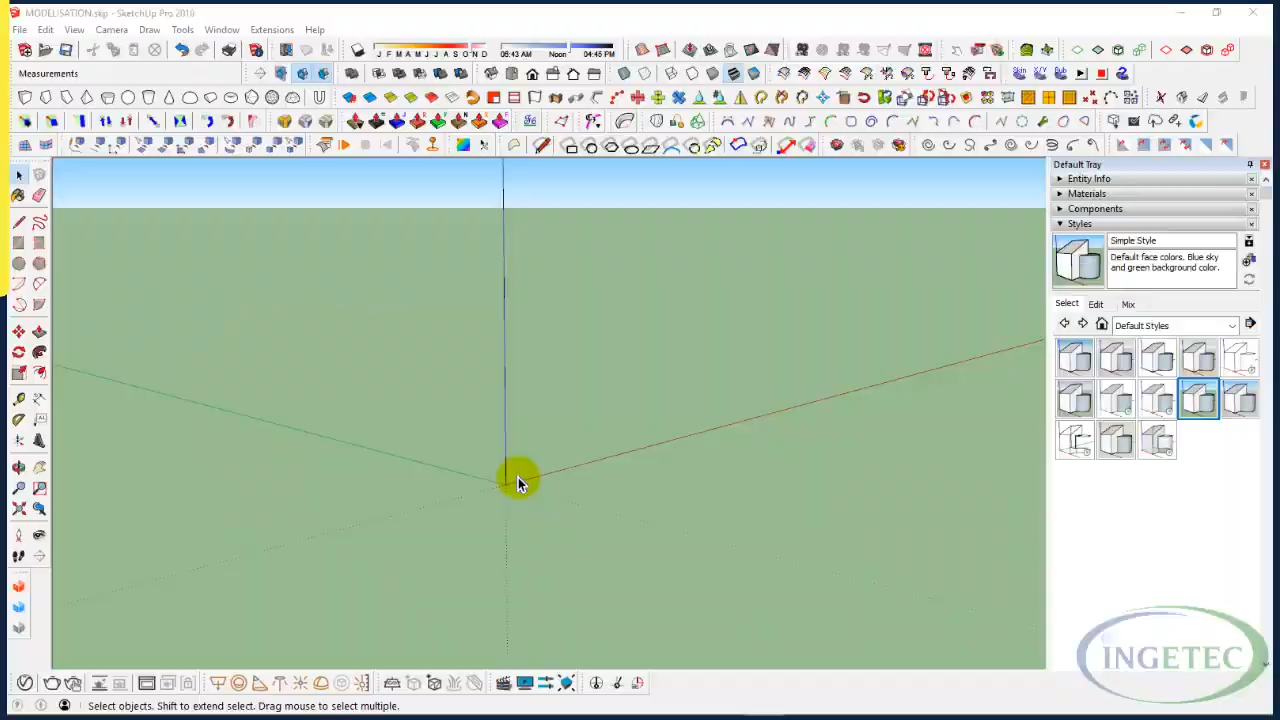 MODELISATION.skp - SketchUp Pro 2018
File Edit View Camera Draw Tools Window Extensions Help
J F M A M J J A S O N D 06:43 AM Noon 04:45 PM
Measurements
Skin X/Y Bub
Default Tray
Entity Info
Materials
Components
Styles
Simple Style
Default face colors. Blue sky
and green background color.
Select Edit Mix
Default Styles
INGETEC
Select objects. Shift to extend select. Drag mouse to select multiple.